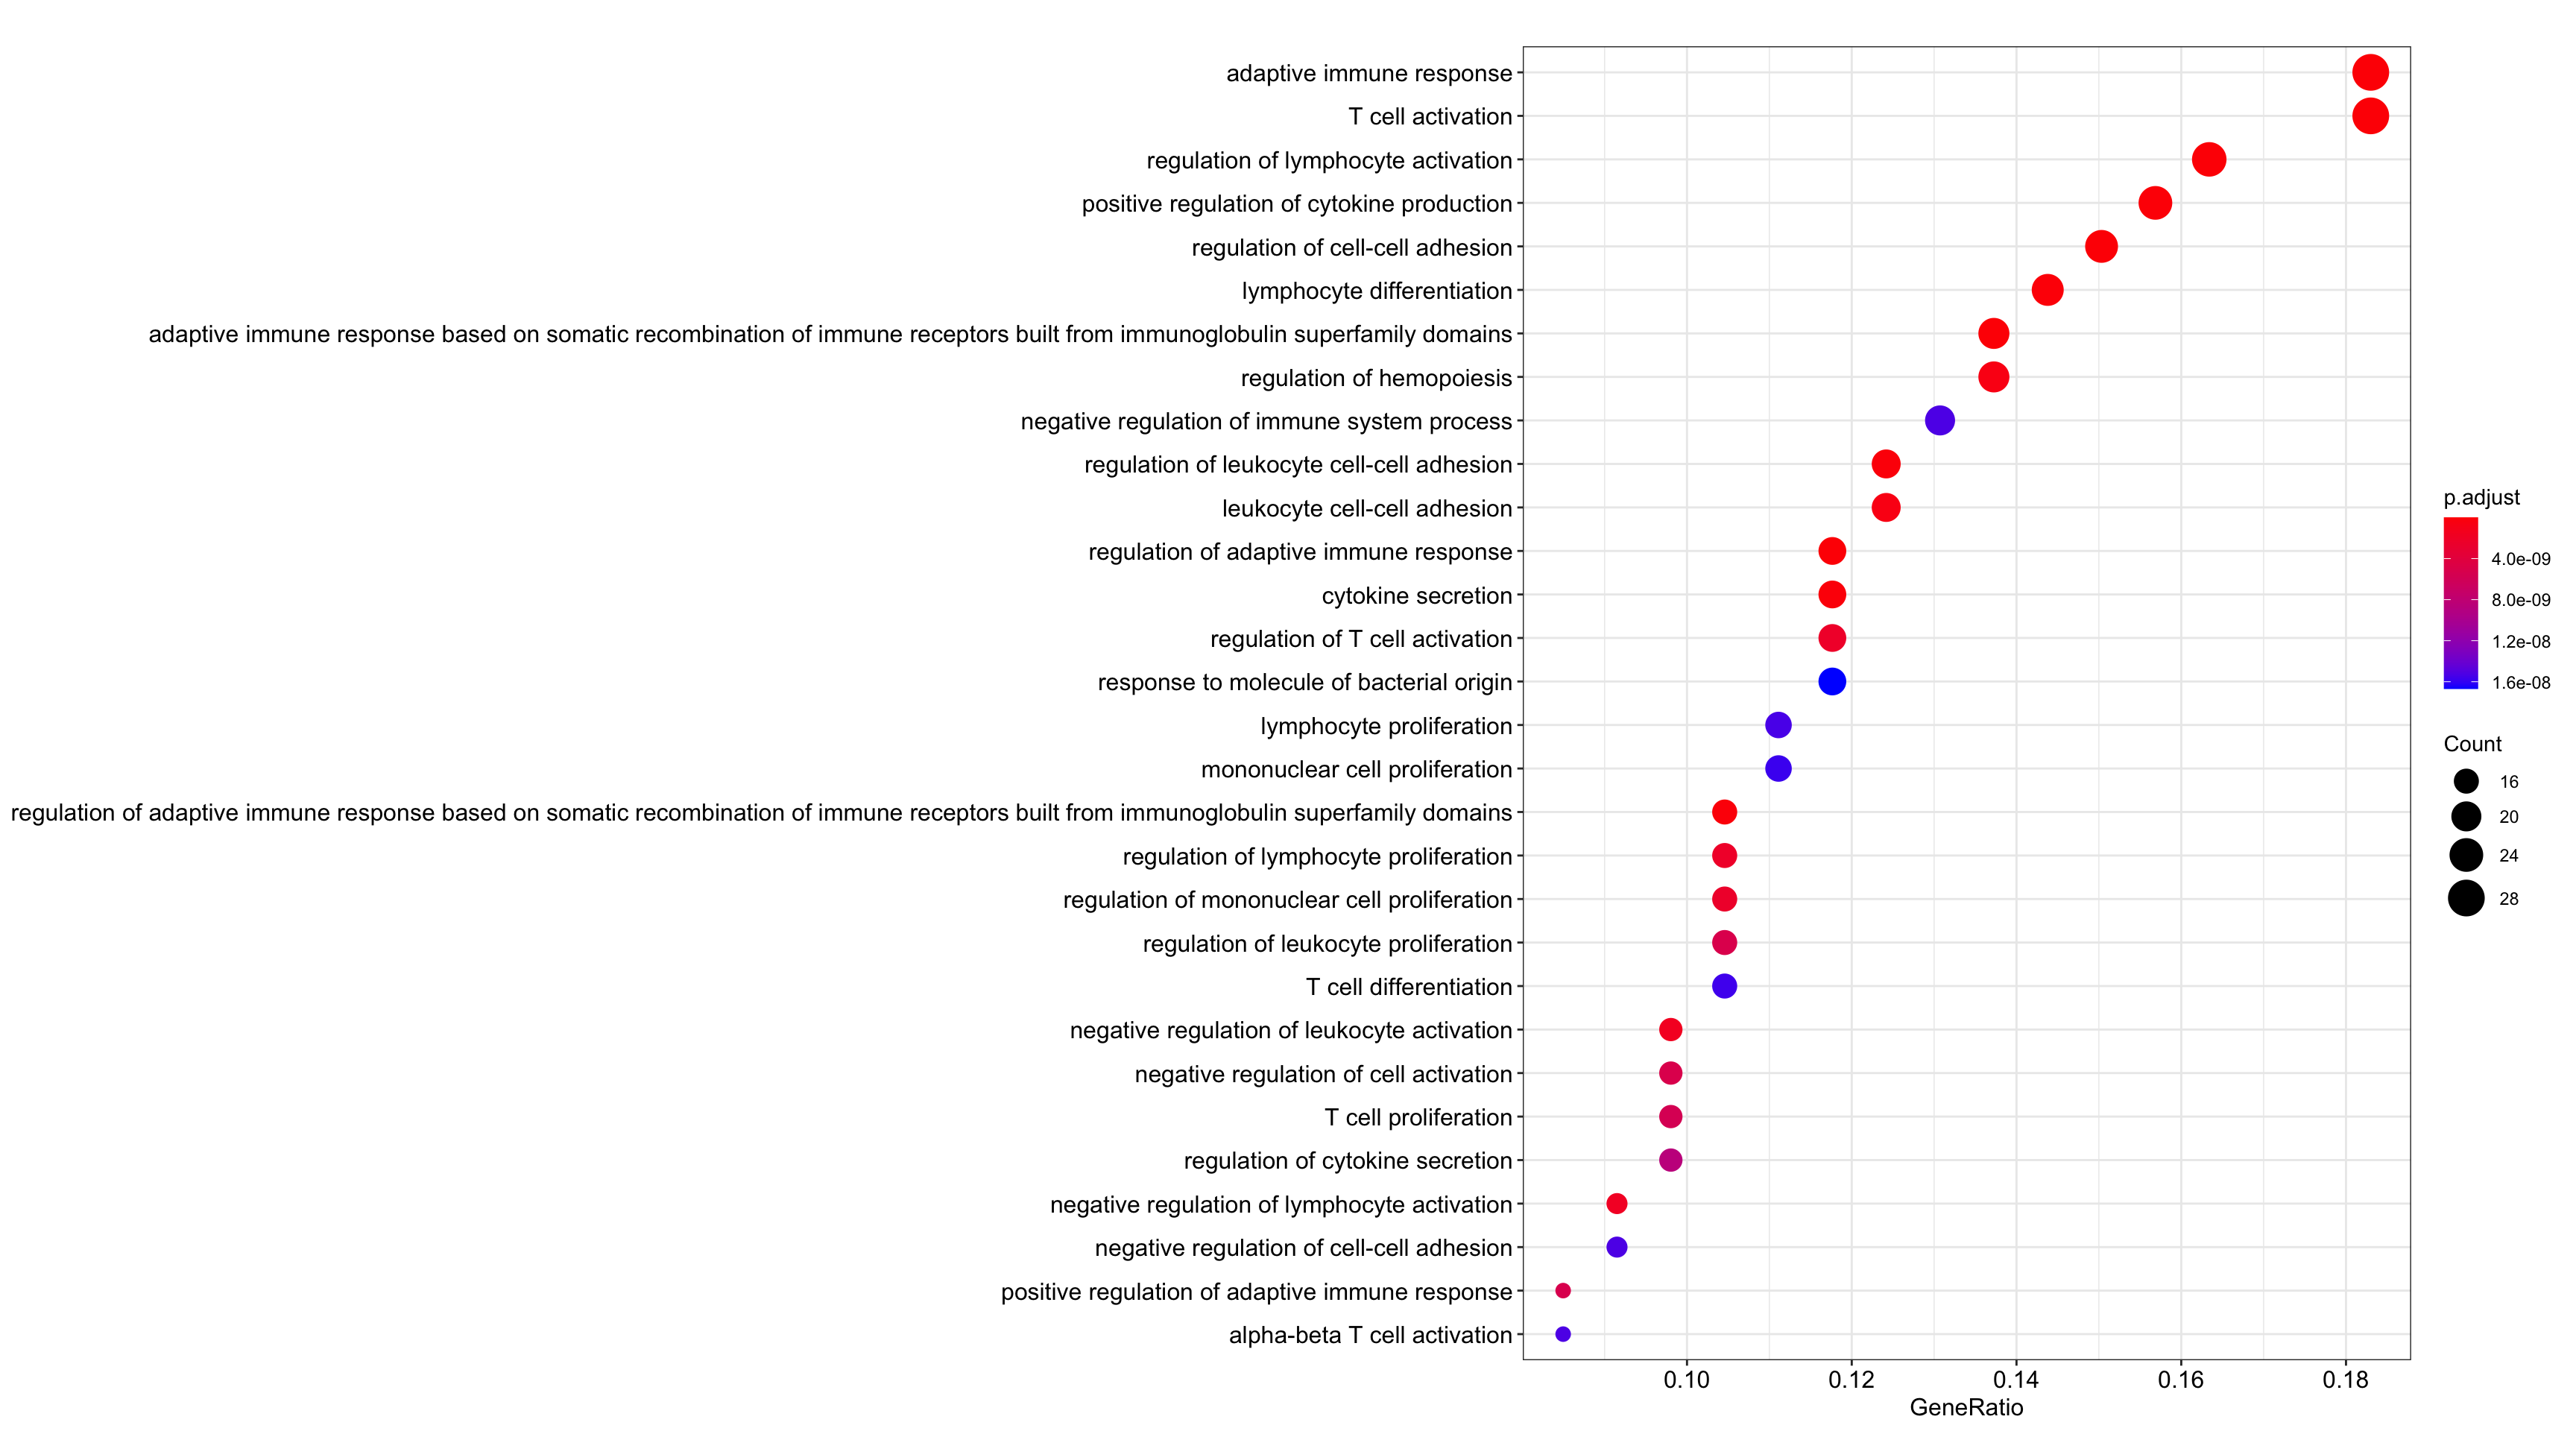 adaptive immune response
T cell activation
regulation of lymphocyte activation
positive regulation of cytokine production
regulation of cell-cell adhesion
lymphocyte differentiation
adaptive immune response based on somatic recombination of immune receptors built from immunoglobulin superfamily domains
regulation of hemopoiesis
negative regulation of immune system process
regulation of leukocyte cell-cell adhesion
leukocyte cell-cell adhesion
regulation of adaptive immune response
cytokine secretion
regulation of T cell activation
response to molecule of bacterial origin
lymphocyte proliferation
mononuclear cell proliferation
regulation of adaptive immune response based on somatic recombination of immune receptors built from immunoglobulin superfamily domains
regulation of lymphocyte proliferation
regulation of mononuclear cell proliferation
regulation of leukocyte proliferation
T cell differentiation
negative regulation of leukocyte activation
negative regulation of cell activation
T cell proliferation
regulation of cytokine secretion
negative regulation of lymphocyte activation
negative regulation of cell-cell adhesion
positive regulation of adaptive immune response
alpha-beta T cell activation
0.10 0.12 0.14 0.16 0.18
GeneRatio
p.adjust
4.0e-09
8.0e-09
1.2e-08
1.6e-08
Count
16
20
24
28